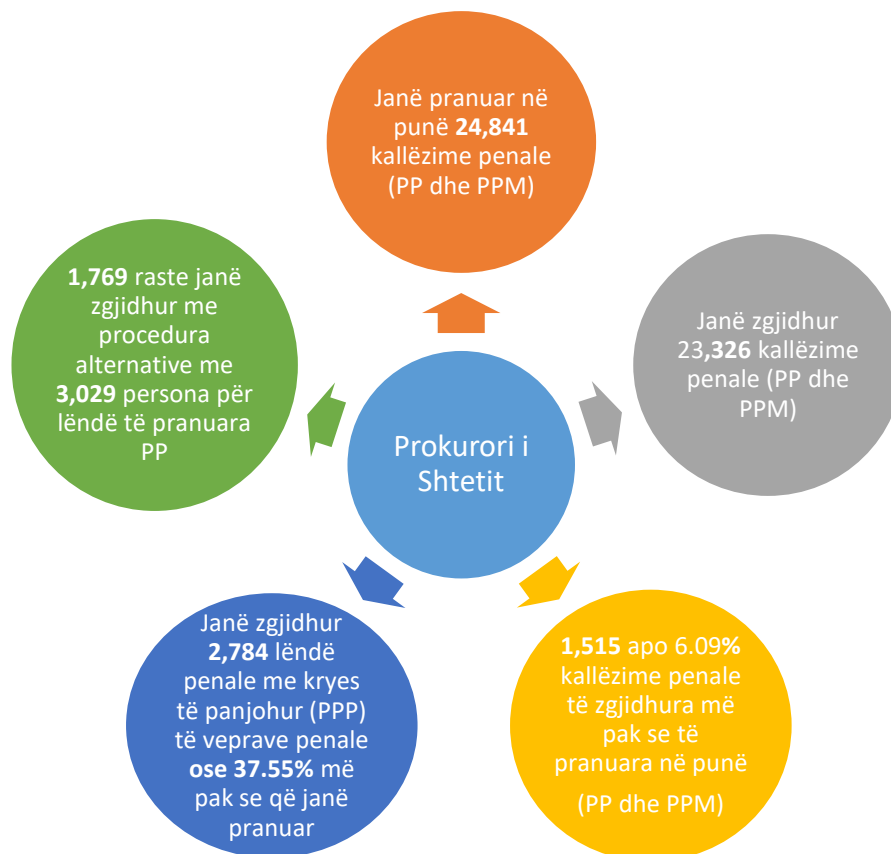 Janë pranuar në
punë 24,841
kallëzime penale
(PP dhe PPM)
1,769 raste janë
zgjidhur me
procedura
alternative me
3,029 persona për
lëndë të pranuara
PP
Janë zgjidhur
23,326 kallëzime
penale (PP dhe
PPM)
Prokurori i
Shtetit
Janë zgjidhur
2,784 lëndë
penale me kryes
të panjohur (PPP)
të veprave penale
ose 37.55% më
pak se që janë
pranuar
1,515 apo 6.09%
kallëzime penale
të zgjidhura më
pak se të
pranuara në punë
(PP dhe PPM)